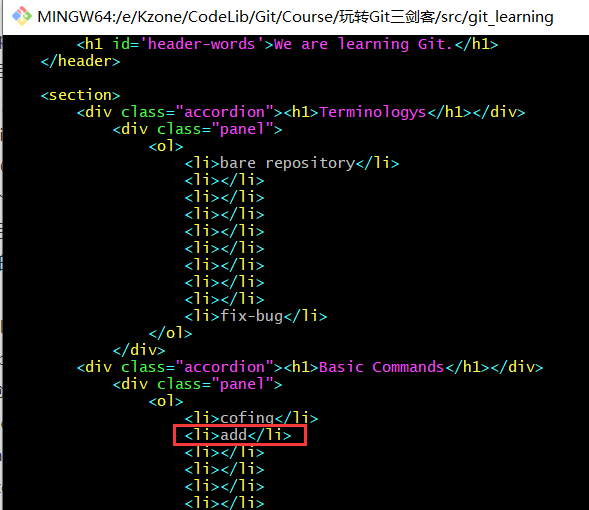 MINGW64:/e/Kzone/CodeLib/Git/Course/玩转Git三剑客/src/git_learning
<h1 id='header-words'>We are learning Git.</h1>
</header>
<section>
<div class="accordion"><h1>Terminologys</h1></div>
<div class="panel">
<ol>
<li>bare repository</li>
<li></li>
<li></li>
<li></li>
<li></li>
<li></li>
<li></li>
<li></li>
<li></li>
<li>fix-bug</li>
</ol>
</div>
<div class="accordion"><h1>Basic Commands</h1></div>
<div class="panel">
<ol>
<li>cofing</li>
<li>add</li>
<li></li>
<li></li>
<li></li>
<li></li>